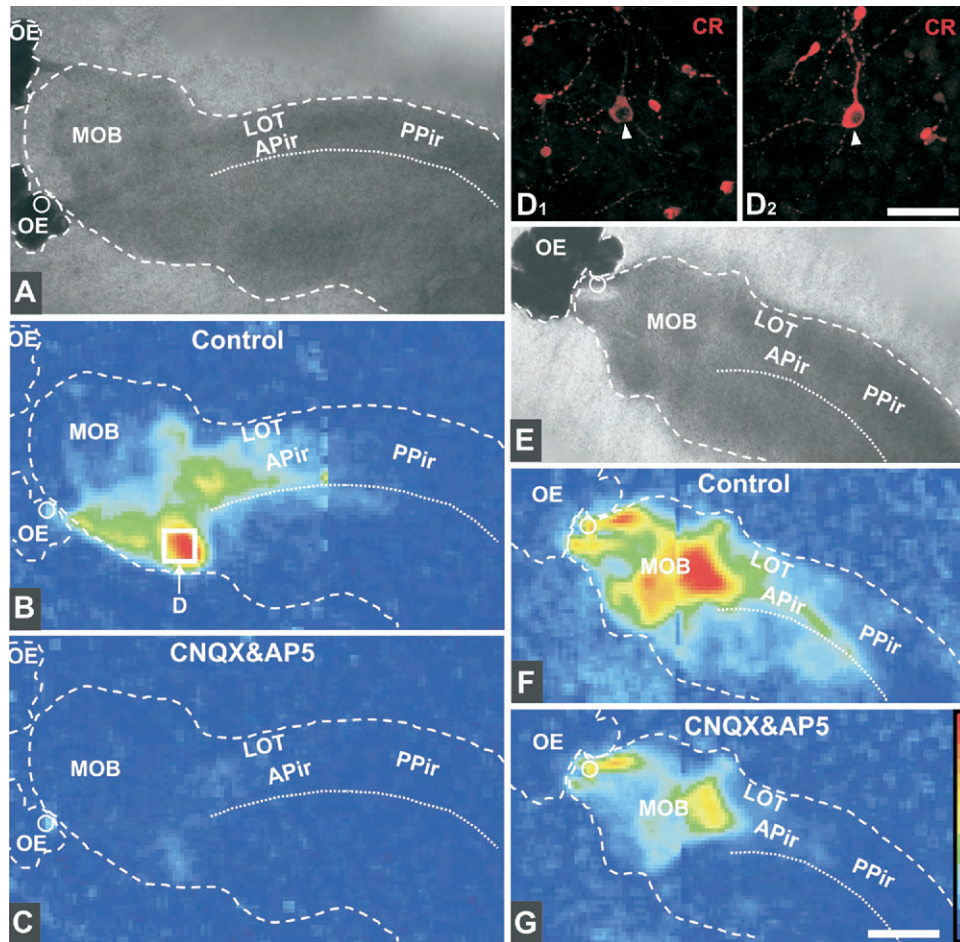 OE
MOB
LOT
APir
PPir
OE
A
Control
OE
MOB
LOT
APir
PPir
OE
D
B
CNQX&AP5
OE
MOB
LOT
APir
PPir
OE
C
CR
D1
CR
D2
OE
MOB
LOT
APir
PPir
E
Control
OE
MOB
LOT
APir
PPir
F
CNQX&AP5
OE
MOB
LOT
APir
PPir
G